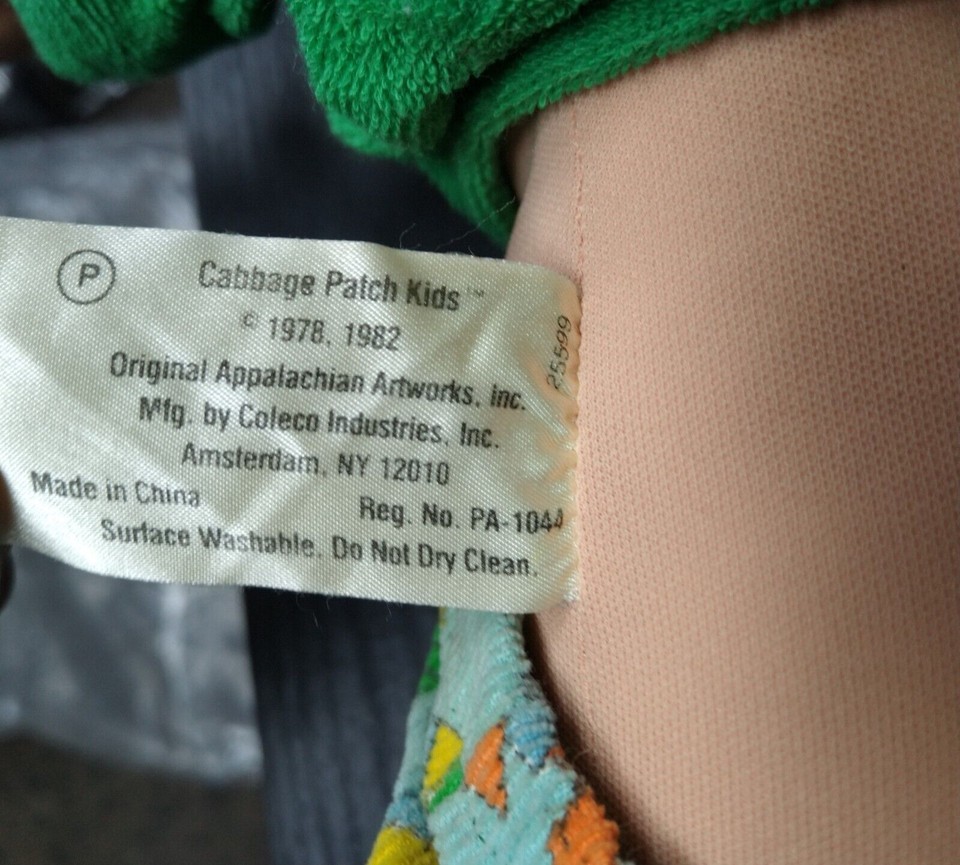 P
Cabbage Patch Kids™
© 1978, 1982
Original Appalachian Artworks, Inc.
Mfg. by Coleco Industries, Inc.
Amsterdam, NY 12010
Made in China
Reg. No. PA-1044
Surface Washable. Do Not Dry Clean.
25599